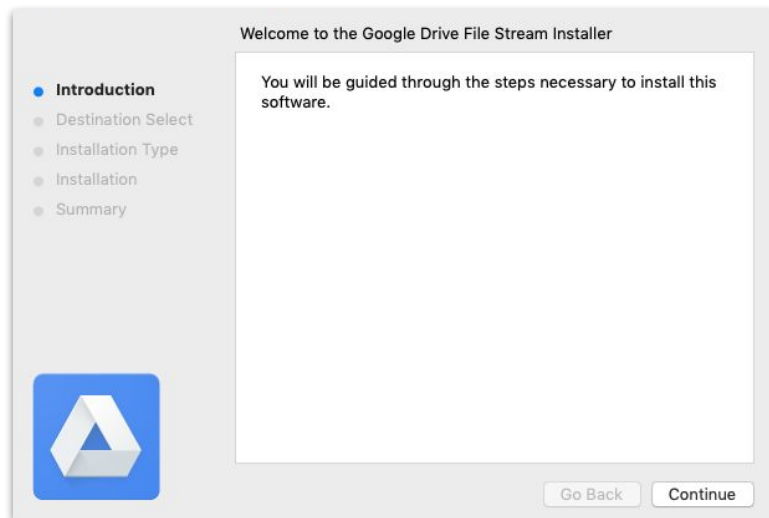 Welcome to the Google Drive File Stream Installer
Introduction
Destination Select
Installation Type
Installation
Summary
You will be guided through the steps necessary to install this
software.
Go Back
Continue